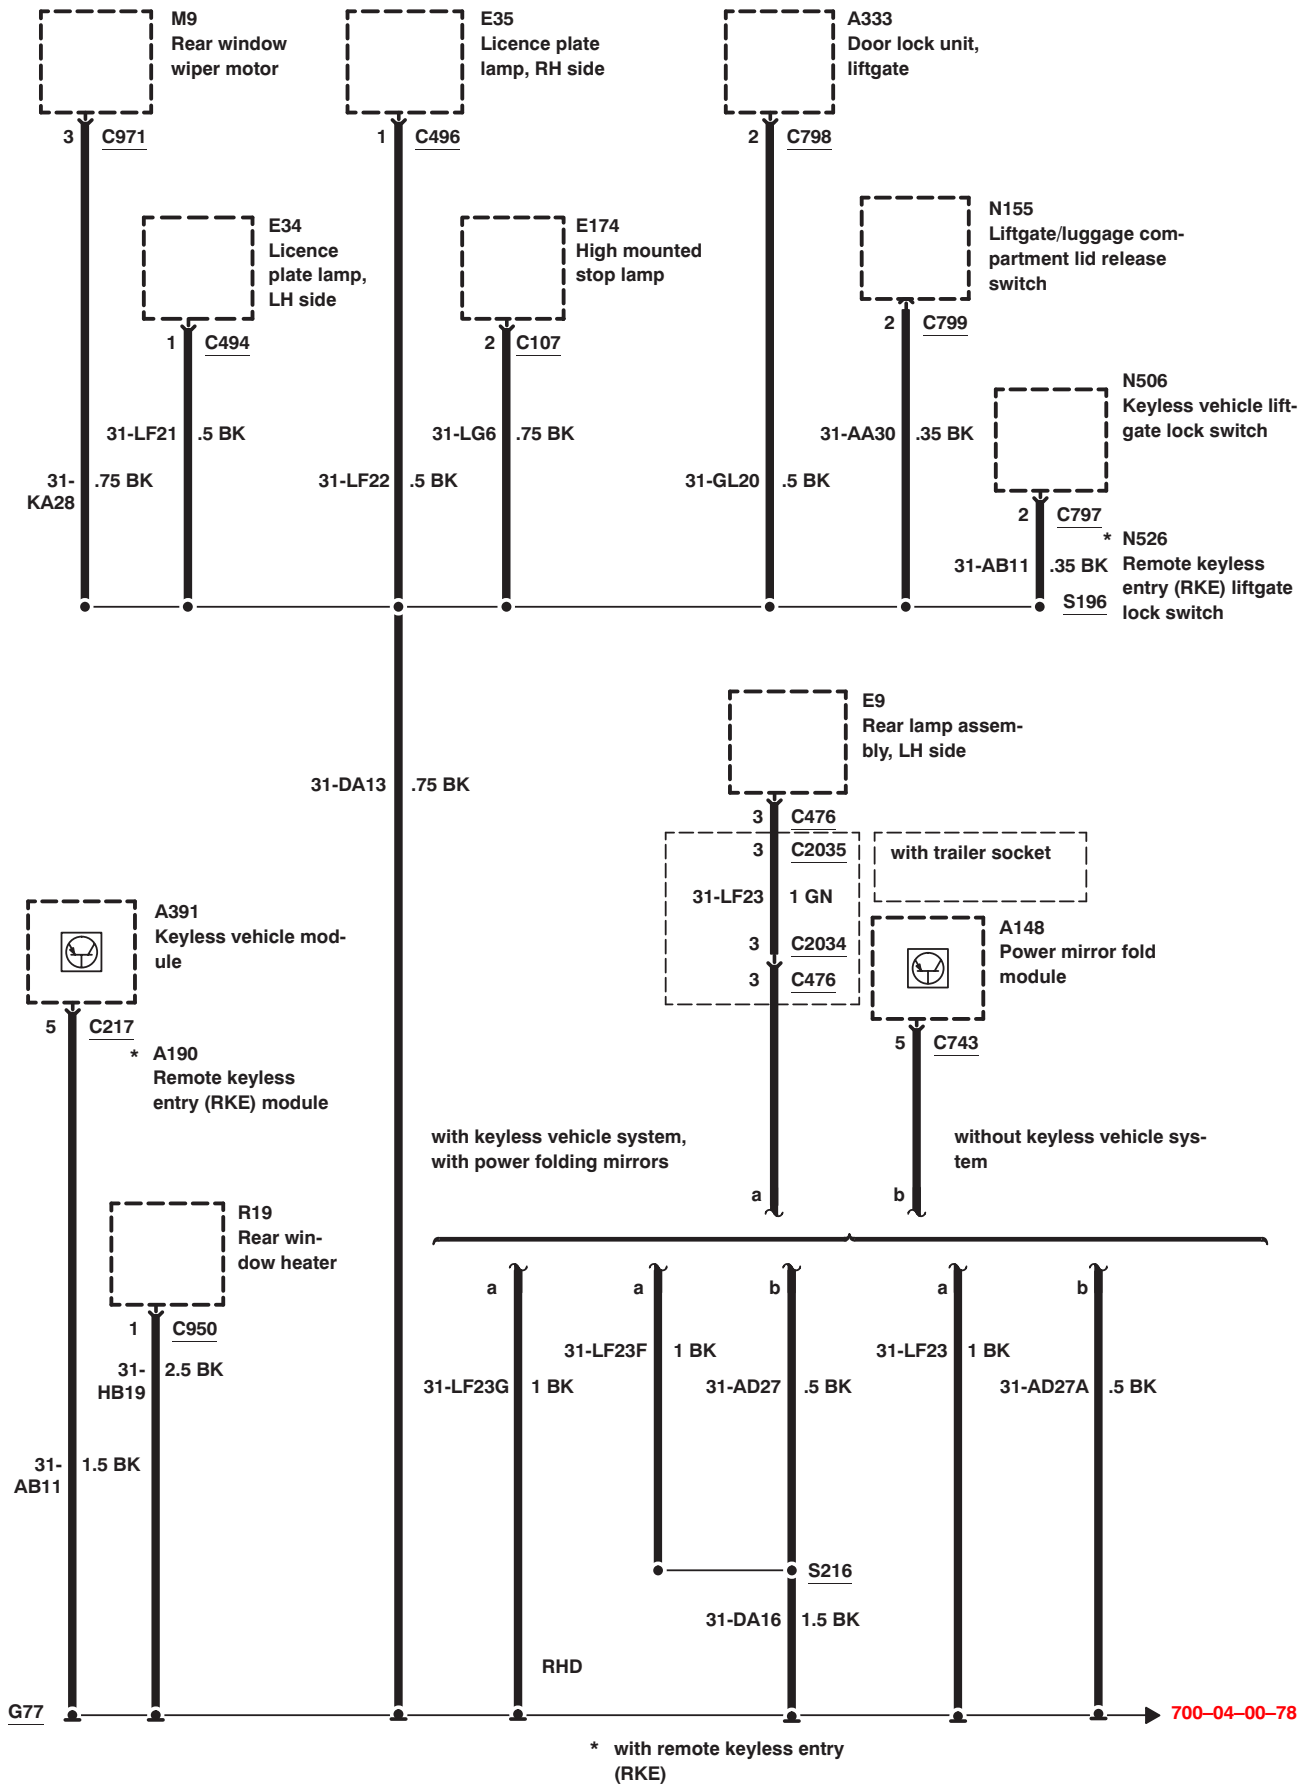 M9
Rear window
wiper motor
E35
Licence plate
lamp, RH side
A333
Door lock unit,
liftgate
3 C971
1 C496
2 C798
E34
Licence
plate lamp,
LH side
E174
High mounted
stop lamp
N155
Liftgate/luggage com-
partment lid release
switch
1 C494
2 C107
2 C799
N506
Keyless vehicle lift-
gate lock switch
31-LF21 .5 BK
31-LG6 .75 BK
31-AA30 .35 BK
31-
KA28 .75 BK
31-LF22 .5 BK
31-GL20 .5 BK
2 C797
* N526
Remote keyless
entry (RKE) liftgate
lock switch
31-AB11 .35 BK
S196
E9
Rear lamp assem-
bly, LH side
31-DA13 .75 BK
3 C476
3 C2035
with trailer socket
31-LF23 1 GN
3 C2034
3 C476
A391
Keyless vehicle mod-
ule
A148
Power mirror fold
module
5 C217
* A190
Remote keyless
entry (RKE) module
5 C743
with keyless vehicle system,
with power folding mirrors
without keyless vehicle sys-
tem
a
b
R19
Rear win-
dow heater
a
a
b
a
b
1 C950
31-
HB19 2.5 BK
31-LF23F 1 BK
31-LF23 1 BK
31-LF23G 1 BK
31-AD27 .5 BK
31-AD27A .5 BK
31-
AB11 1.5 BK
S216
31-DA16 1.5 BK
RHD
G77
700–04–00–78
* with remote keyless entry
(RKE)